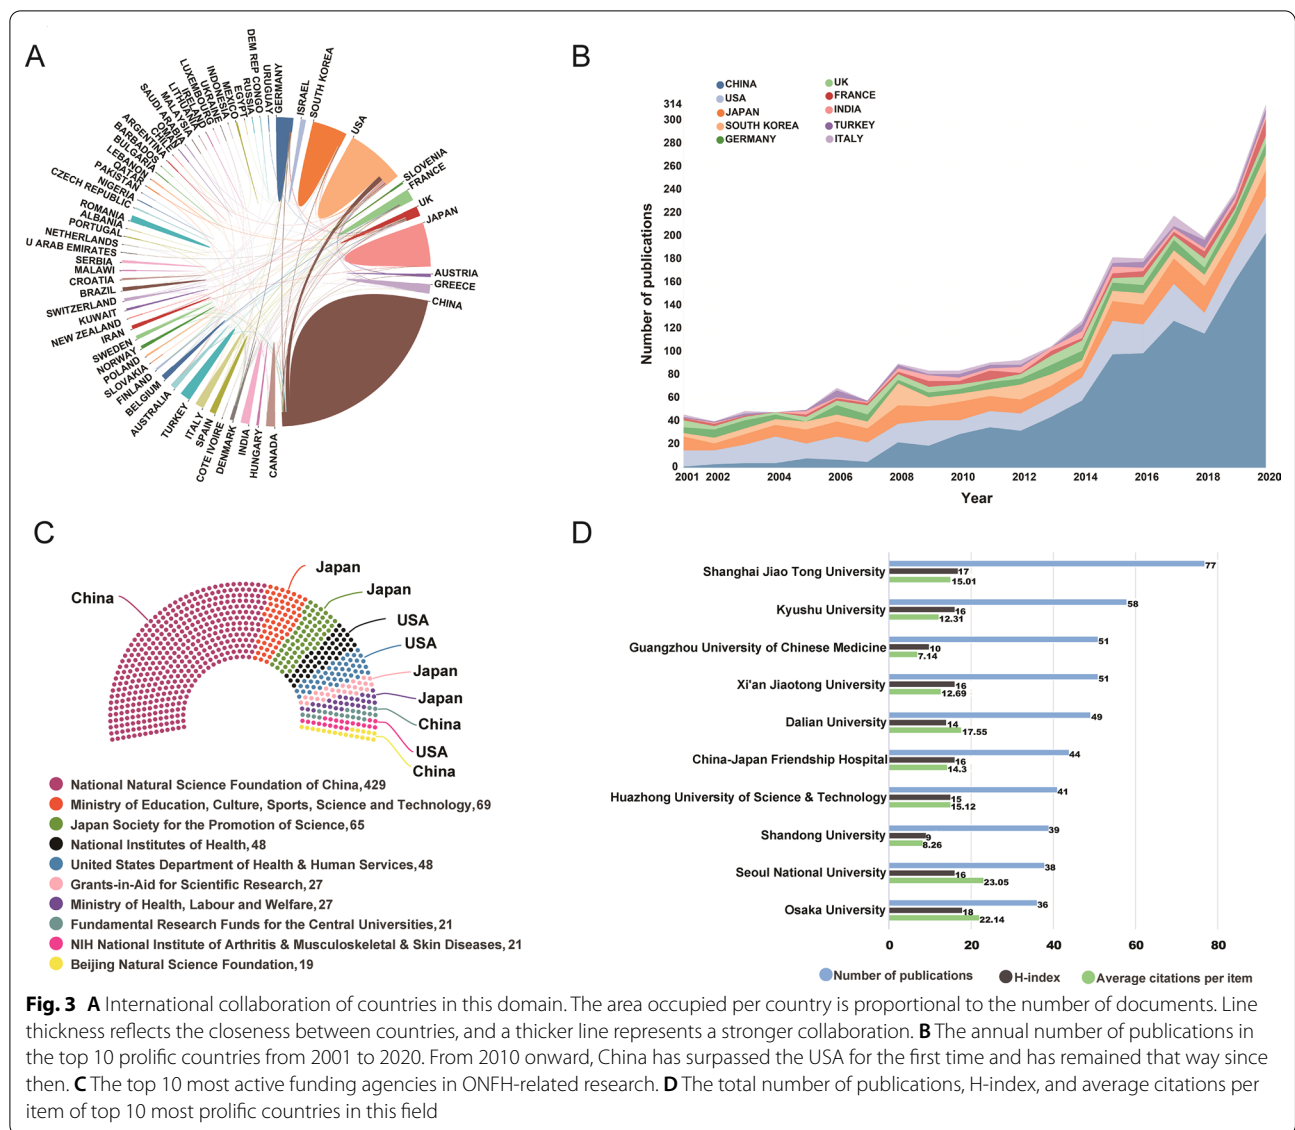 A
GERMANY
ISRAEL
SOUTH KOREA
USA
SLOVENIA
FRANCE
UK
JAPAN
AUSTRIA
GREECE
CHINA
CANADA
HUNGARY
INDIA
DENMARK
COTE IVOIRE
SPAIN
ITALY
TURKEY
AUSTRALIA
BELGIUM
FINLAND
SLOVAKIA
POLAND
NORWAY
SWEDEN
IRAN
NEW ZEALAND
KUWAIT
SWITZERLAND
BRAZIL
CROATIA
MALAWI
SERBIA
U ARAB EMIRATES
NETHERLANDS
PORTUGAL
ALBANIA
ROMANIA
CZECH REPUBLIC
NIGERIA
PAKISTAN
QATAR
LEBANON
BULGARIA
BARBADOS
ARGENTINA
CHILE
OMAN
SAUDI ARABIA
MALAYSIA
LITHUANIA
IRELAND
LUXEMBOURG
UKRAINE
INDONESIA
MEXICO
EGYPT
RUSSIA
DEM REP CONGO
URUGUAY
B
CHINA
USA
JAPAN
SOUTH KOREA
GERMANY
UK
FRANCE
INDIA
TURKEY
ITALY
Number of publications
314
300
280
260
240
220
200
180
160
140
120
100
80
60
40
20
0
2001 2002 2004 2006 2008 2010 2012 2014 2016 2018 2020
Year
C
China
Japan
Japan
USA
USA
Japan
Japan
China
USA
China
National Natural Science Foundation of China,429
Ministry of Education, Culture, Sports, Science and Technology,69
Japan Society for the Promotion of Science,65
National Institutes of Health,48
United States Department of Health & Human Services,48
Grants-in-Aid for Scientific Research,27
Ministry of Health, Labour and Welfare,27
Fundamental Research Funds for the Central Universities,21
NIH National Institute of Arthritis & Musculoskeletal & Skin Diseases,21
Beijing Natural Science Foundation,19
D
Shanghai Jiao Tong University
77
17
15.01
Kyushu University
58
16
12.31
Guangzhou University of Chinese Medicine
51
10
7.14
Xi'an Jiaotong University
51
16
12.69
Dalian University
49
14
17.55
China-Japan Friendship Hospital
44
16
14.3
Huazhong University of Science & Technology
41
15
15.12
Shandong University
39
9
8.26
Seoul National University
38
16
23.05
Osaka University
36
18
22.14
0 20 40 60 80
Number of publications H-index Average citations per item
Fig. 3 A International collaboration of countries in this domain. The area occupied per country is proportional to the number of documents. Line
thickness reflects the closeness between countries, and a thicker line represents a stronger collaboration. B The annual number of publications in
the top 10 prolific countries from 2001 to 2020. From 2010 onward, China has surpassed the USA for the first time and has remained that way since
then. C The top 10 most active funding agencies in ONFH-related research. D The total number of publications, H-index, and average citations per
item of top 10 most prolific countries in this field